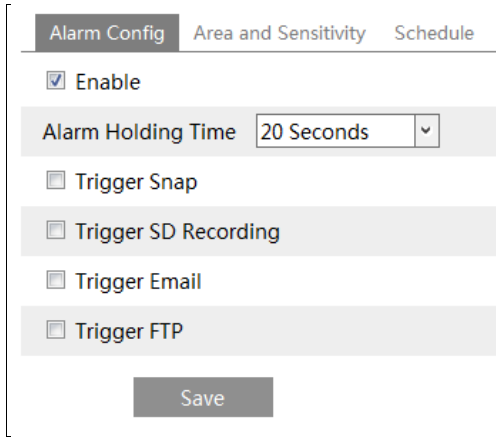 Alarm Config Area and Sensitivity Schedule
Enable
Alarm Holding Time 20 Seconds
Trigger Snap
Trigger SD Recording
Trigger Email
Trigger FTP
Save